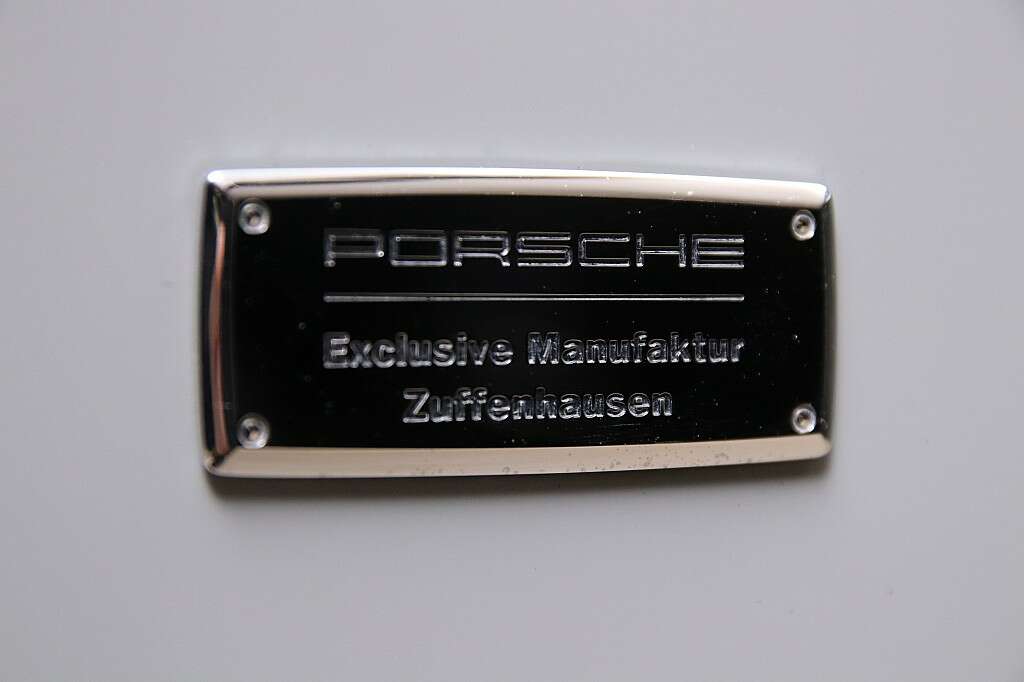 PORSCHE
Exclusive Manufaktur
Zuffenhausen